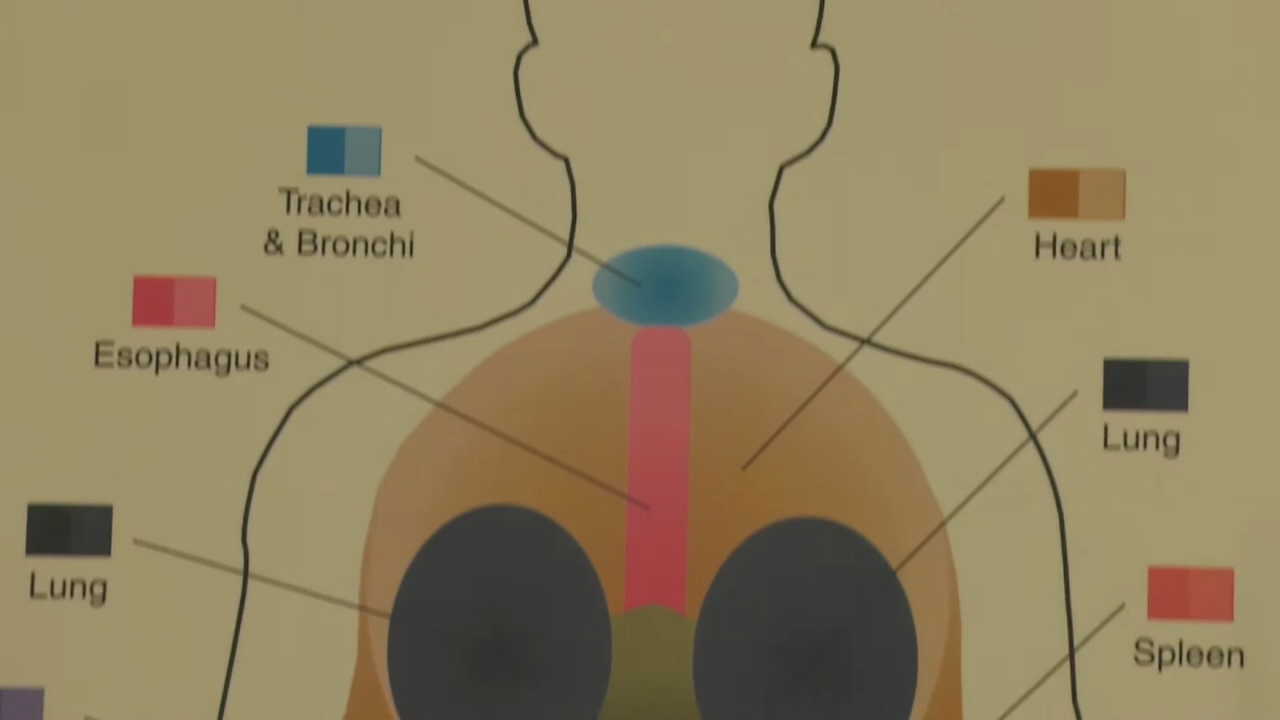 Trachea
& Bronchi
Heart
Esophagus
Lung
Lung
Spleen